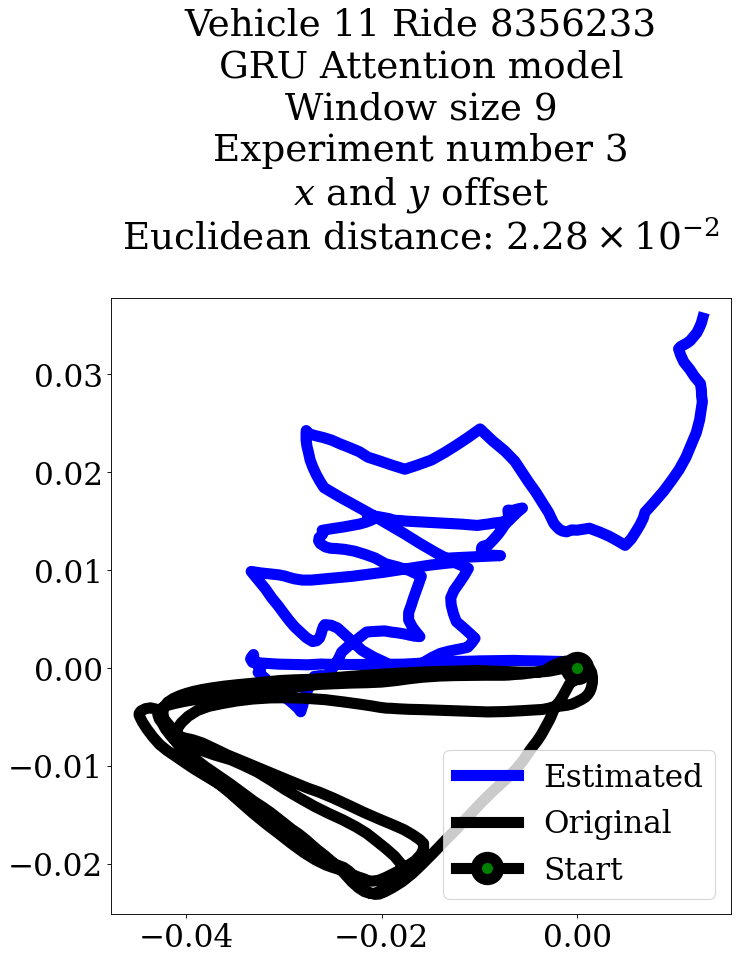 Vehicle 11 Ride 8356233
GRU Attention model
Window size 9
Experiment number 3
x and y offset
Euclidean distance: 2.28 × 10⁻²
0.03
0.02
0.01
0.00
−0.01
−0.02
Estimated
Original
Start
−0.04
−0.02
0.00